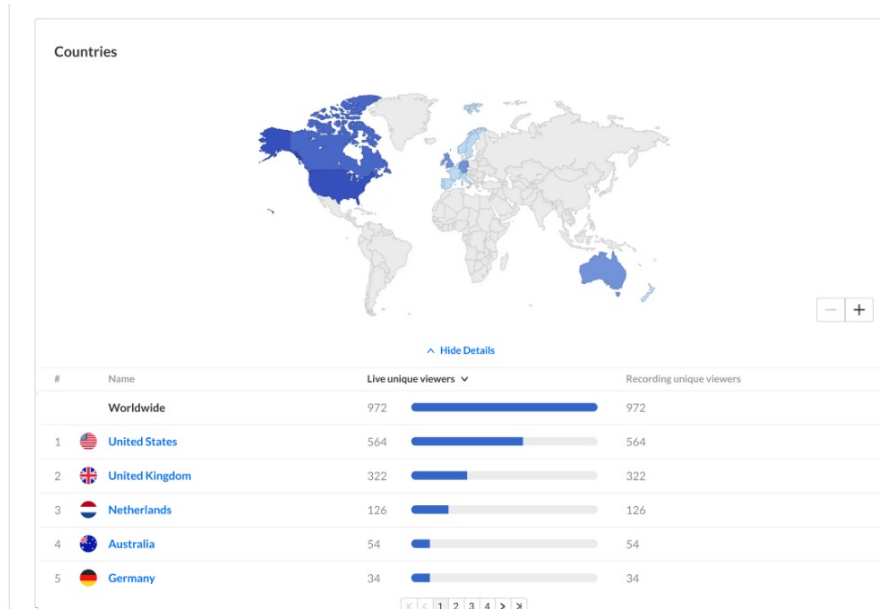 Countries
Hide Details
# Name Live unique viewers Recording unique viewers
Worldwide 972 972
1 United States 564 564
2 United Kingdom 322 322
3 Netherlands 126 126
4 Australia 54 54
5 Germany 34 34
1 2 3 4